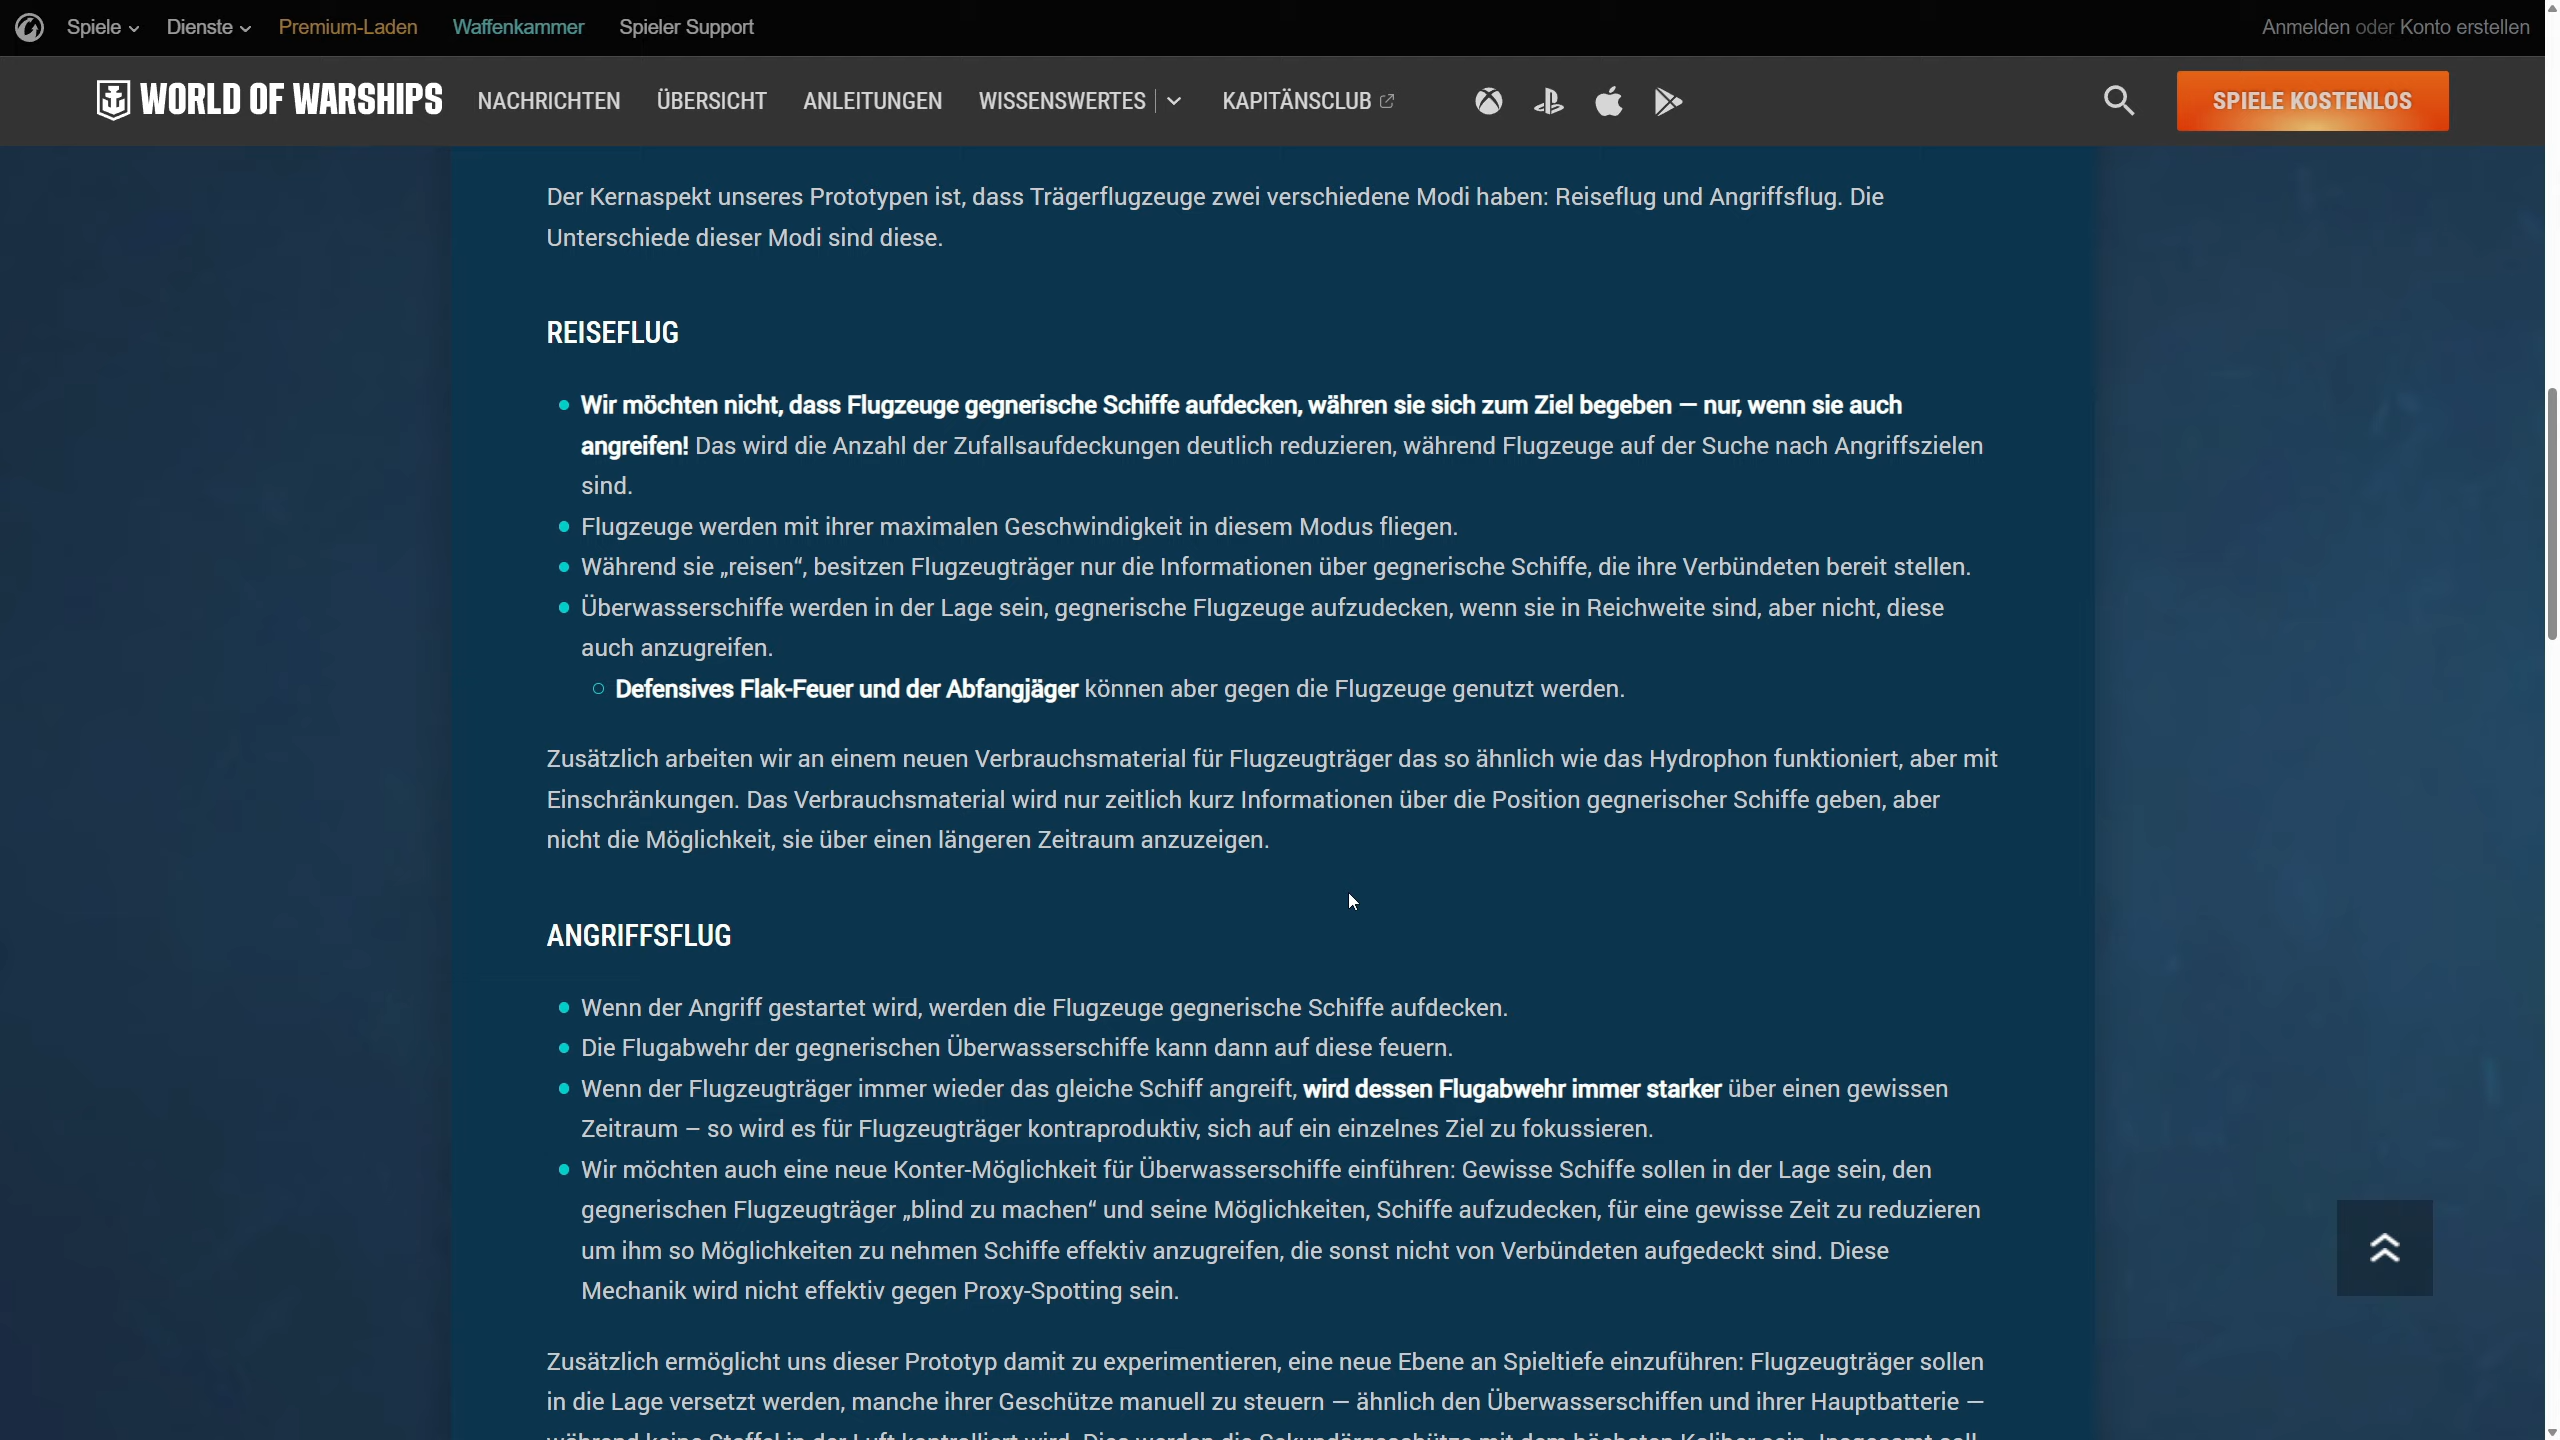 Spiele Dienste Premium-Laden Waffenkammer Spieler Support Anmelden oder Konto erstellen
WORLD OF WARSHIPS NACHRICHTEN ÜBERSICHT ANLEITUNGEN WISSENSWERTES KAPITÄNSCLUB SPIELE KOSTENLOS
Der Kernaspekt unseres Prototypen ist, dass Trägerflugzeuge zwei verschiedene Modi haben: Reiseflug und Angriffsflug. Die
Unterschiede dieser Modi sind diese.
REISEFLUG
Wir möchten nicht, dass Flugzeuge gegnerische Schiffe aufdecken, währen sie sich zum Ziel begeben — nur, wenn sie auch
angreifen! Das wird die Anzahl der Zufallsaufdeckungen deutlich reduzieren, während Flugzeuge auf der Suche nach Angriffszielen
sind.
Flugzeuge werden mit ihrer maximalen Geschwindigkeit in diesem Modus fliegen.
Während sie „reisen“, besitzen Flugzeugträger nur die Informationen über gegnerische Schiffe, die ihre Verbündeten bereit stellen.
Überwasserschiffe werden in der Lage sein, gegnerische Flugzeuge aufzudecken, wenn sie in Reichweite sind, aber nicht, diese
auch anzugreifen.
Defensives Flak-Feuer und der Abfangjäger können aber gegen die Flugzeuge genutzt werden.
Zusätzlich arbeiten wir an einem neuen Verbrauchsmaterial für Flugzeugträger das so ähnlich wie das Hydrophon funktioniert, aber mit
Einschränkungen. Das Verbrauchsmaterial wird nur zeitlich kurz Informationen über die Position gegnerischer Schiffe geben, aber
nicht die Möglichkeit, sie über einen längeren Zeitraum anzuzeigen.
ANGRIFFSFLUG
Wenn der Angriff gestartet wird, werden die Flugzeuge gegnerische Schiffe aufdecken.
Die Flugabwehr der gegnerischen Überwasserschiffe kann dann auf diese feuern.
Wenn der Flugzeugträger immer wieder das gleiche Schiff angreift, wird dessen Flugabwehr immer starker über einen gewissen
Zeitraum – so wird es für Flugzeugträger kontraproduktiv, sich auf ein einzelnes Ziel zu fokussieren.
Wir möchten auch eine neue Konter-Möglichkeit für Überwasserschiffe einführen: Gewisse Schiffe sollen in der Lage sein, den
gegnerischen Flugzeugträger „blind zu machen“ und seine Möglichkeiten, Schiffe aufzudecken, für eine gewisse Zeit zu reduzieren
um ihm so Möglichkeiten zu nehmen Schiffe effektiv anzugreifen, die sonst nicht von Verbündeten aufgedeckt sind. Diese
Mechanik wird nicht effektiv gegen Proxy-Spotting sein.
Zusätzlich ermöglicht uns dieser Prototyp damit zu experimentieren, eine neue Ebene an Spieltiefe einzuführen: Flugzeugträger sollen
in die Lage versetzt werden, manche ihrer Geschütze manuell zu steuern — ähnlich den Überwasserschiffen und ihrer Hauptbatterie —